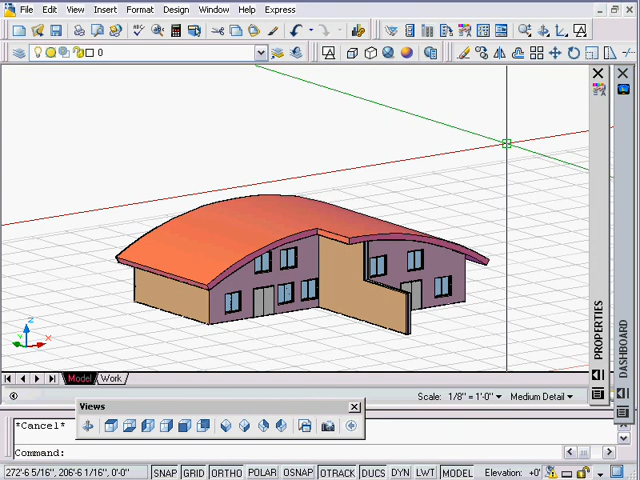 File Edit View Insert Format Design Window Help Express
0
Z
Y X
PROPERTIES
DASHBOARD
Model Work
Scale: 1/8" = 1'-0" Medium Detail
Views
*Cancel*
Command:
272'-6 5/16", 206'-6 1/16", 0'-0" SNAP GRID ORTHO POLAR OSNAP OTRACK DUCS DYN LWT MODEL Elevation: +0'